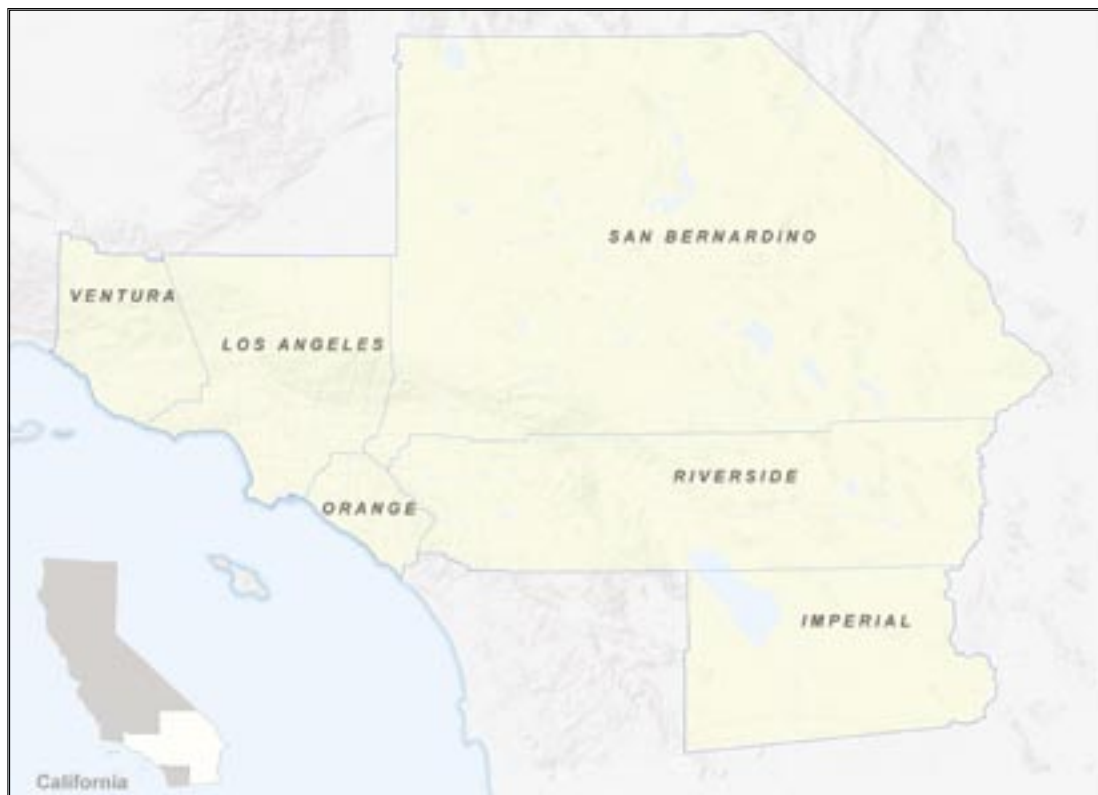 SAN BERNARDINO
VENTURA
LOS ANGELES
RIVERSIDE
ORANGE
IMPERIAL
California